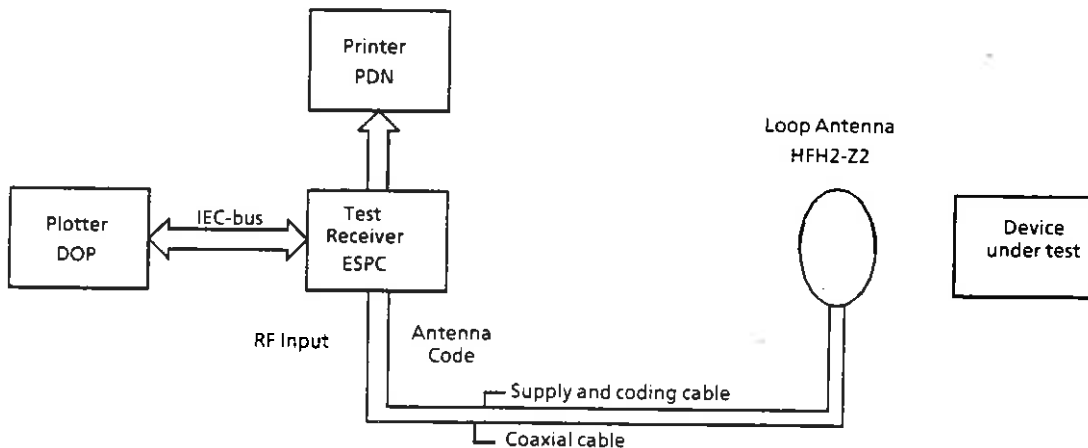 Printer
PDN
Loop Antenna
HFH2-Z2
Plotter
DOP
IEC-bus
Test
Receiver
ESPC
Device
under test
RF Input
Antenna
Code
Supply and coding cable
Coaxial cable